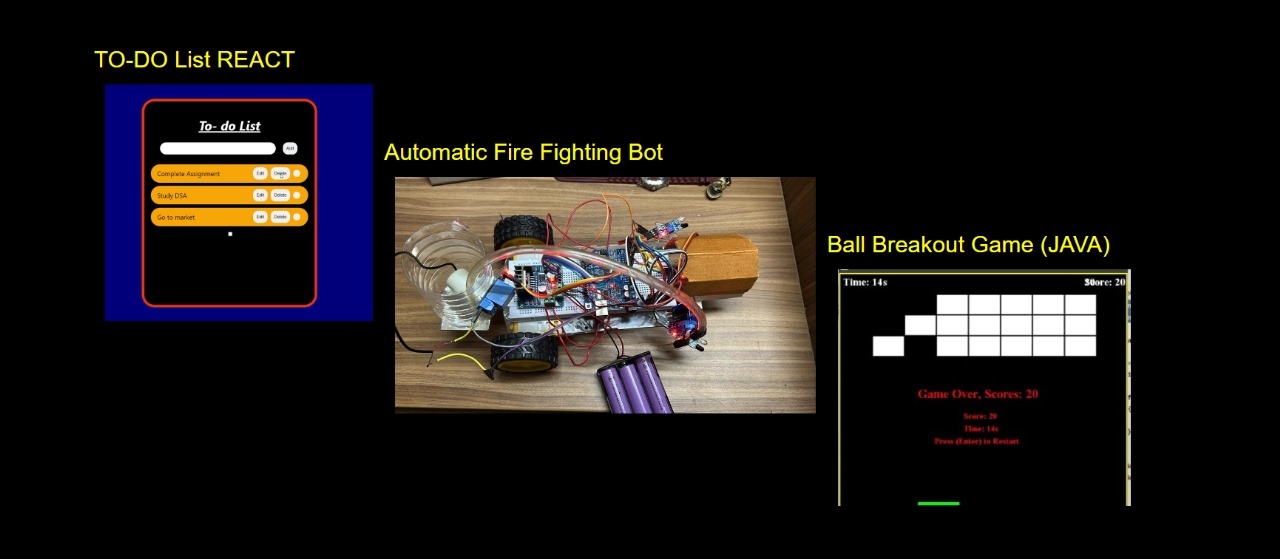 TO-DO List REACT
To- do List
Add
Complete Assignment Edit Delete
Study DSA Edit Delete
Go to market Edit Delete
Automatic Fire Fighting Bot
Ball Breakout Game (JAVA)
Time: 14s
Game Over, Scores: 20
Score: 20
Time: 14s
Press (Enter) to Restart